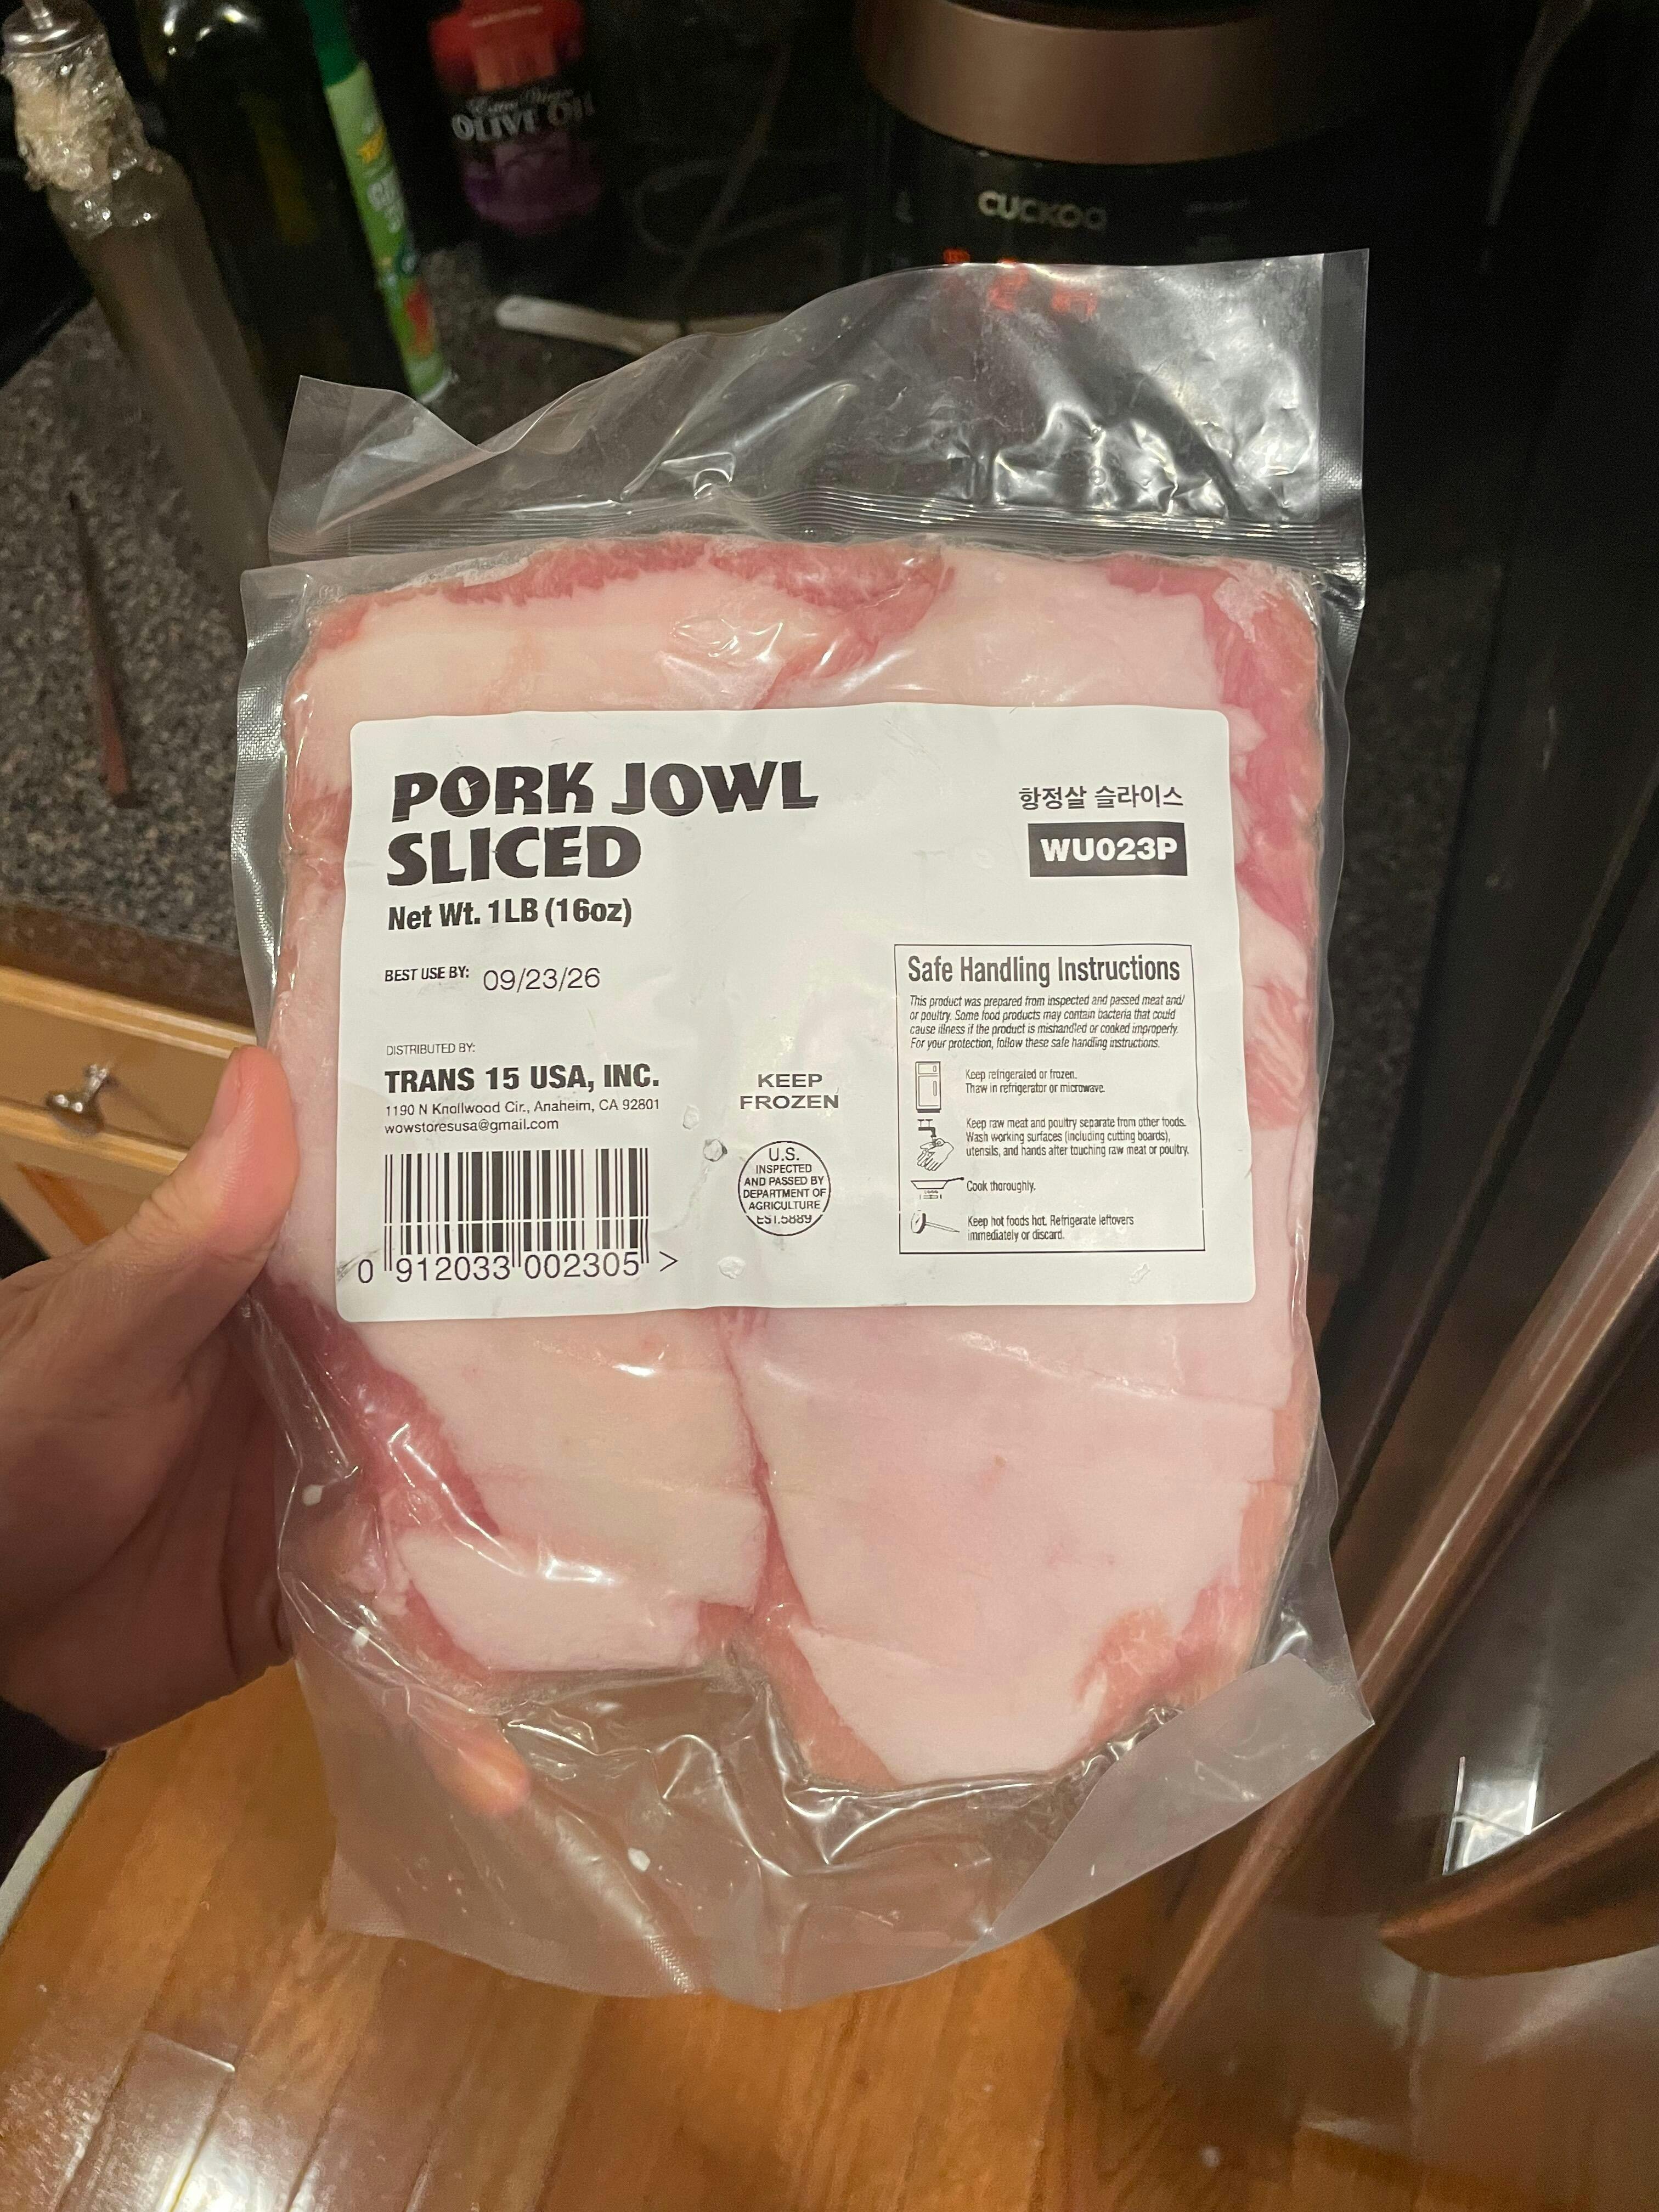 Extra Virgin
OLIVE OIL
CUCKOO
PORK JOWL
SLICED
Net Wt. 1LB (16oz)
항정살 슬라이스
WU023P
BEST USE BY: 09/23/26
DISTRIBUTED BY:
TRANS 15 USA, INC.
1190 N Knollwood Cir., Anaheim, CA 92801
wowstoresusa@gmail.com
0 912033 002305 >
KEEP
FROZEN
U.S.
INSPECTED
AND PASSED BY
DEPARTMENT OF
AGRICULTURE
EST.5889
Safe Handling Instructions
This product was prepared from inspected and passed meat and/
or poultry. Some food products may contain bacteria that could
cause illness if the product is mishandled or cooked improperly.
For your protection, follow these safe handling instructions.
Keep refrigerated or frozen.
Thaw in refrigerator or microwave.
Keep raw meat and poultry separate from other foods.
Wash working surfaces (including cutting boards),
utensils, and hands after touching raw meat or poultry.
Cook thoroughly.
Keep hot foods hot. Refrigerate leftovers
immediately or discard.